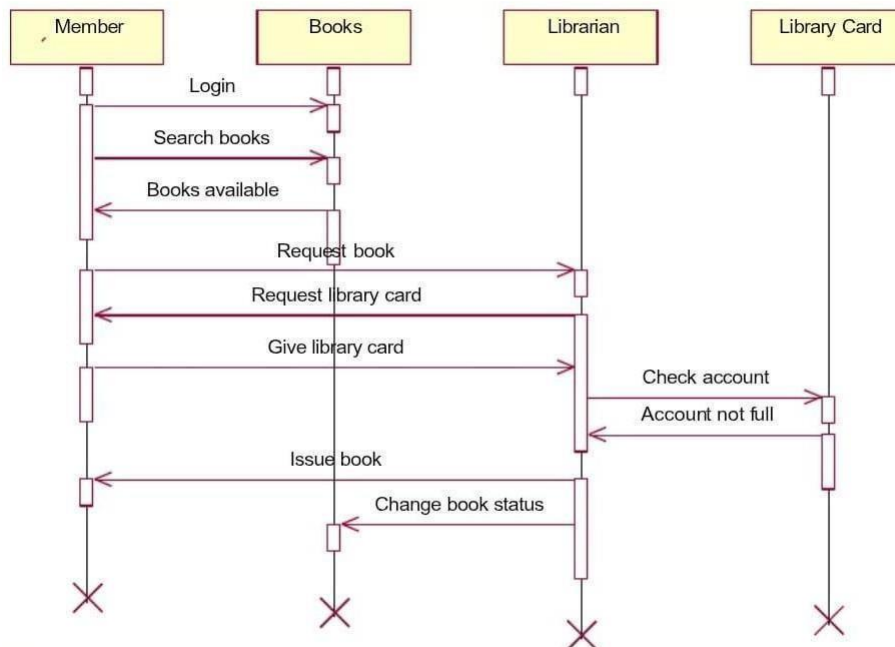 Member
Books
Librarian
Library Card
Login
Search books
Books available
Request book
Request library card
Give library card
Check account
Account not full
Issue book
Change book status